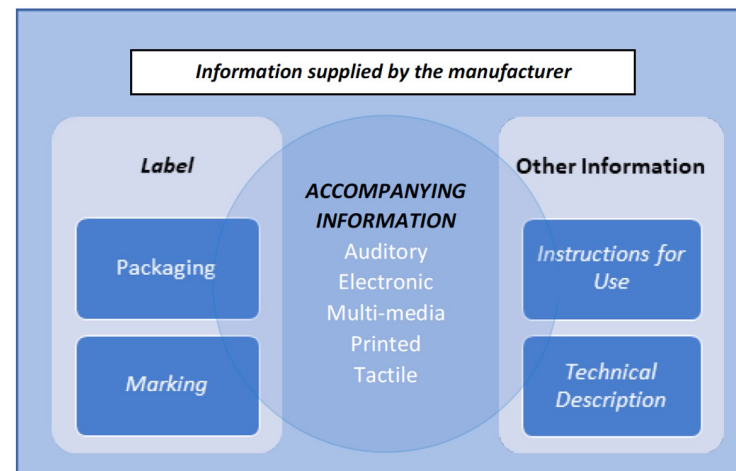 Information supplied by the manufacturer
Label
Packaging
Marking
ACCOMPANYING
INFORMATION
Auditory
Electronic
Multi-media
Printed
Tactile
Other Information
Instructions for
Use
Technical
Description